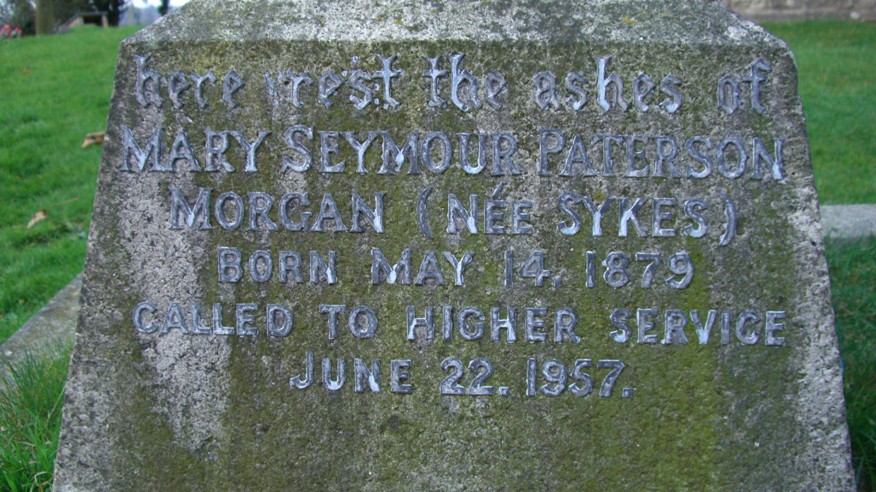 here rest the ashes of
MARY SEYMOUR PATERSON
MORGAN (NÉE SYKES)
BORN MAY 14. 1879
CALLED TO HIGHER SERVICE
JUNE 22. 1957.